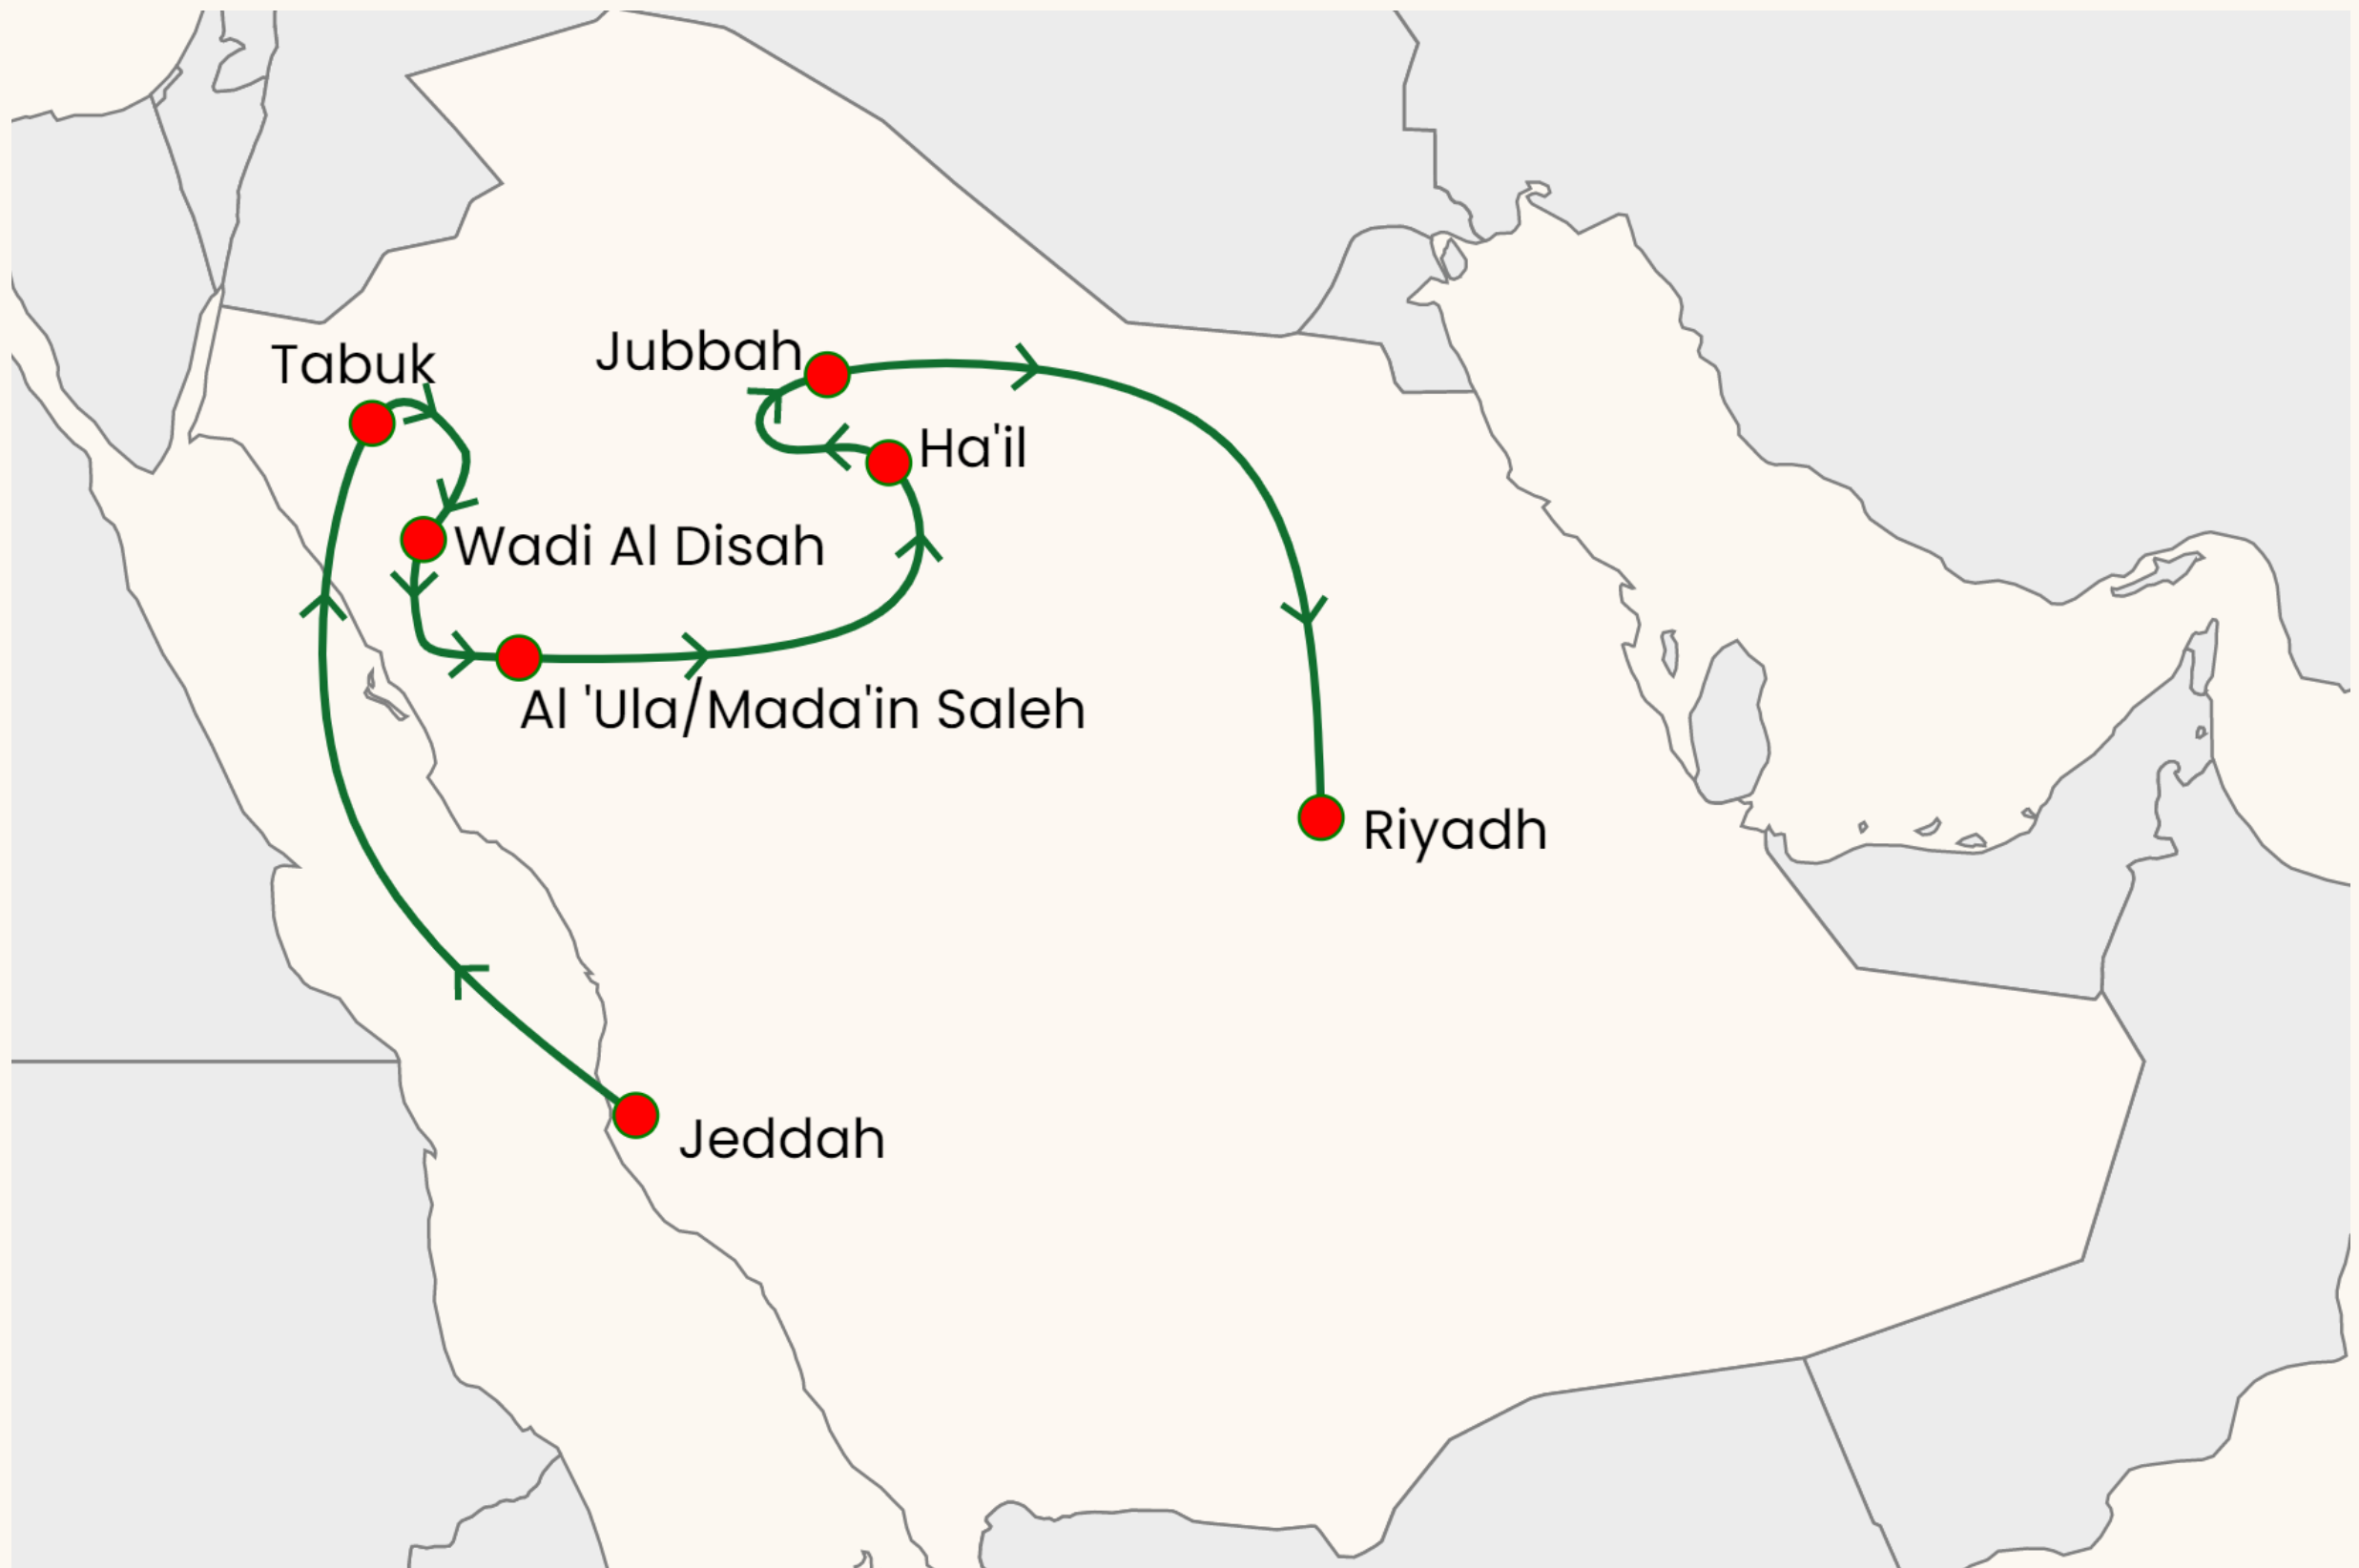 Jubbah
Tabuk
Ha'il
Wadi Al Disah
Al 'Ula/Mada'in Saleh
Riyadh
Jeddah